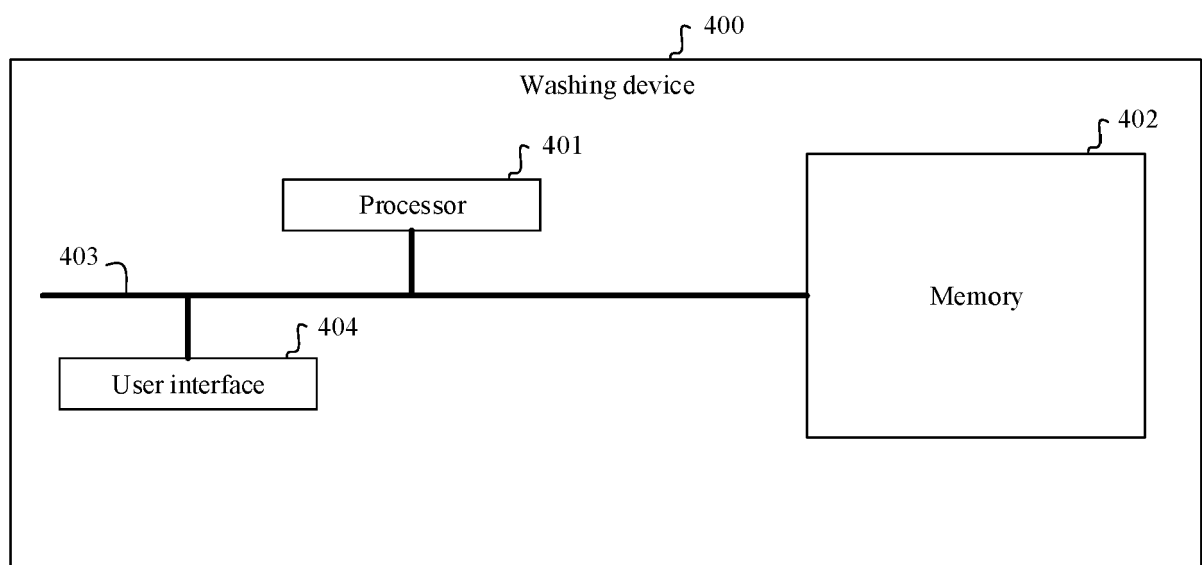 400
Washing device
402
401
Processor
403
Memory
404
User interface